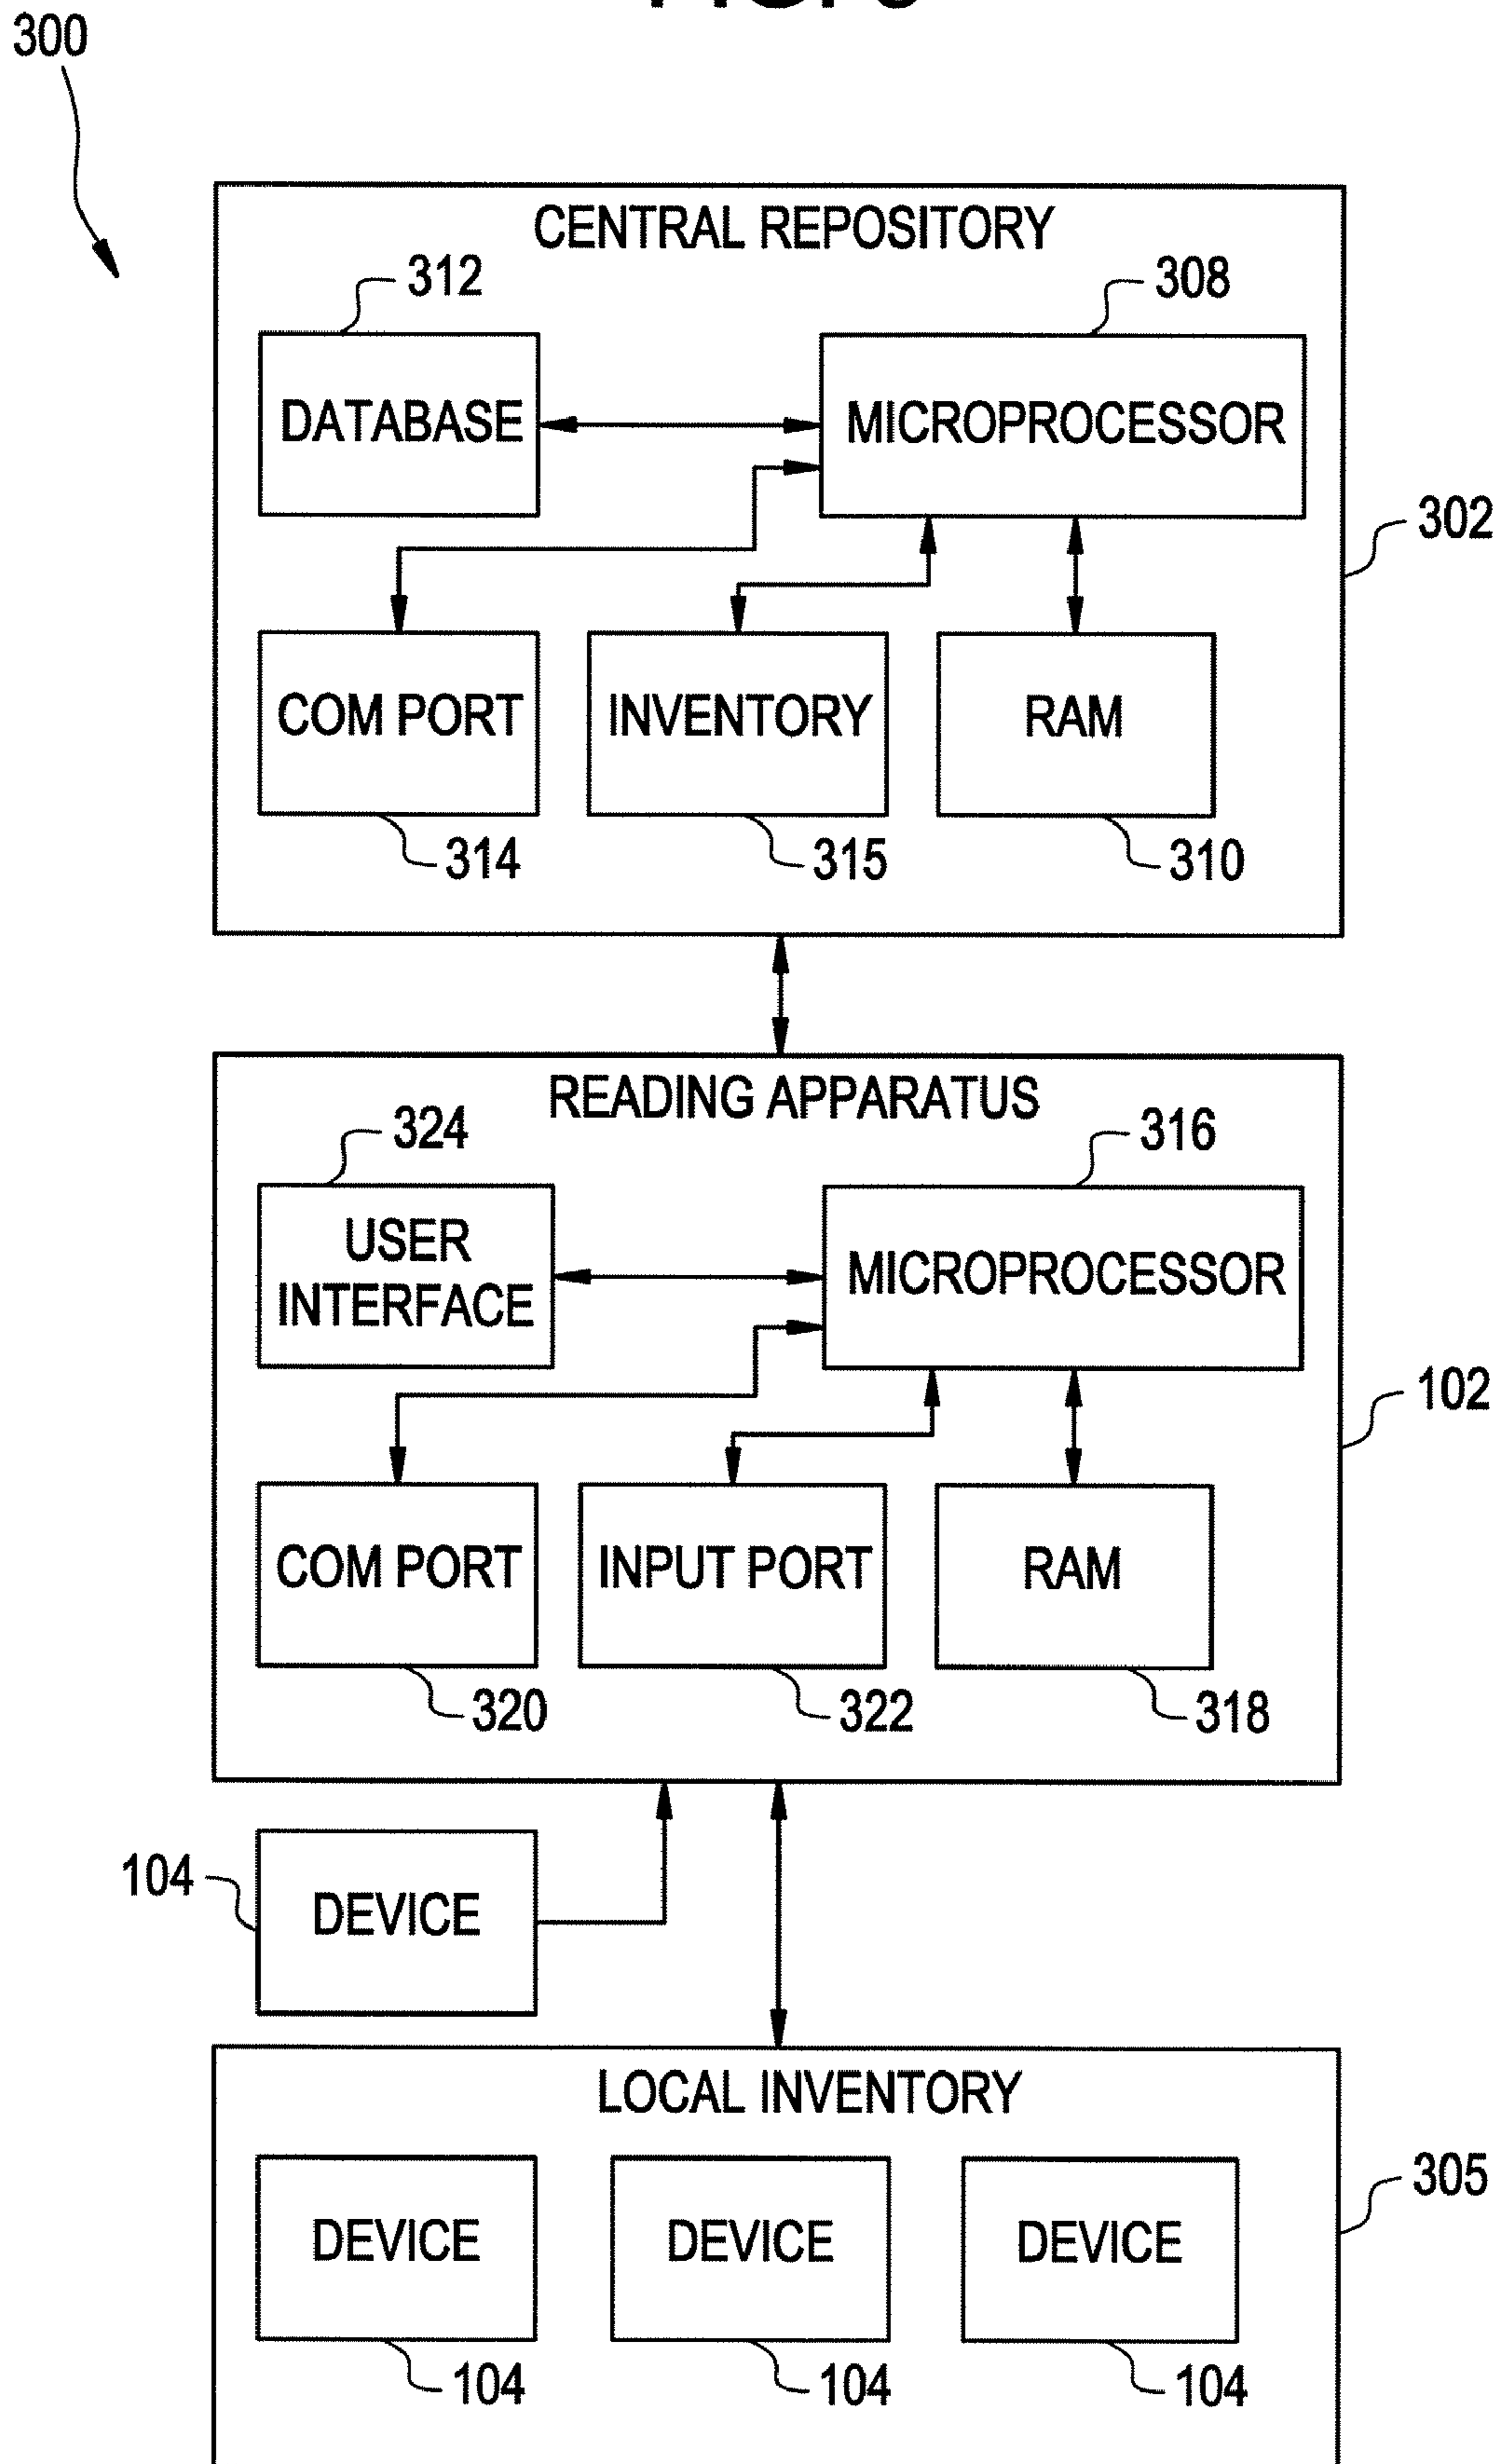 300
CENTRAL REPOSITORY
312
308
DATABASE
MICROPROCESSOR
302
COM PORT
INVENTORY
RAM
314
315
310
READING APPARATUS
324
316
USER
INTERFACE
MICROPROCESSOR
102
COM PORT
INPUT PORT
RAM
320
322
318
104
DEVICE
LOCAL INVENTORY
305
DEVICE
DEVICE
DEVICE
104
104
104